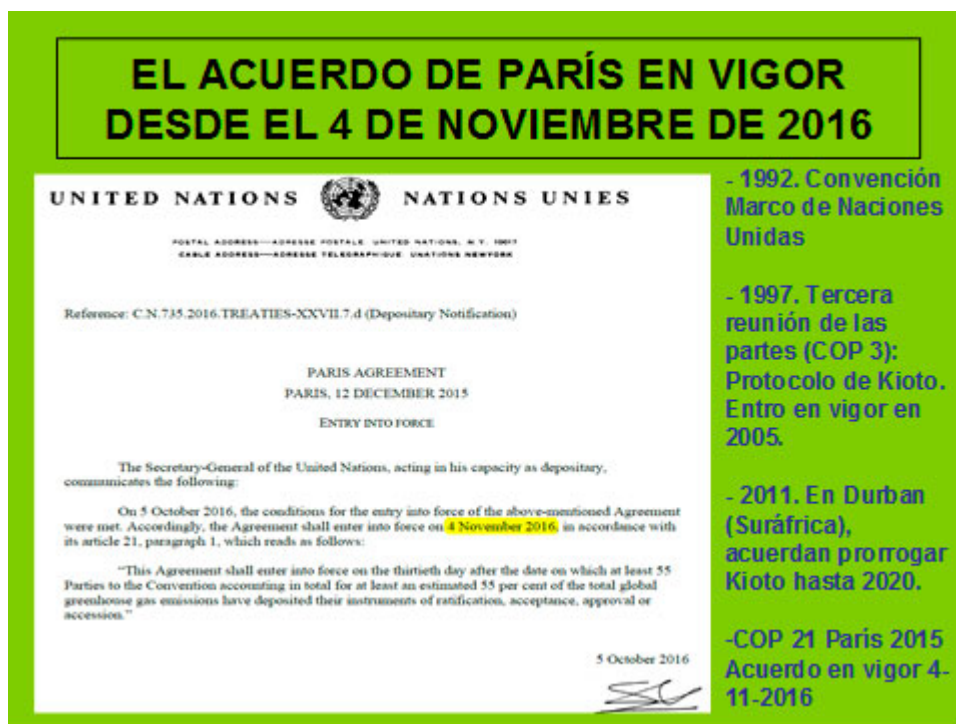 EL ACUERDO DE PARÍS EN VIGOR
DESDE EL 4 DE NOVIEMBRE DE 2016
UNITED NATIONS NATIONS UNIES
POSTAL ADDRESS—ADRESSE POSTALE: UNITED NATIONS, N.Y. 10017
CABLE ADDRESS—ADRESSE TELEGRAPHIQUE: UNATIONS NEWYORK
Reference: C.N.735.2016.TREATIES-XXVII.7.d (Depositary Notification)
PARIS AGREEMENT
PARIS, 12 DECEMBER 2015
ENTRY INTO FORCE
The Secretary-General of the United Nations, acting in his capacity as depositary,
communicates the following:
On 5 October 2016, the conditions for the entry into force of the above-mentioned Agreement
were met. Accordingly, the Agreement shall enter into force on 4 November 2016, in accordance with
its article 21, paragraph 1, which reads as follows:
“This Agreement shall enter into force on the thirtieth day after the date on which at least 55
Parties to the Convention accounting in total for at least an estimated 55 per cent of the total global
greenhouse gas emissions have deposited their instruments of ratification, acceptance, approval or
accession.”
5 October 2016
- 1992. Convención
Marco de Naciones
Unidas
- 1997. Tercera
reunión de las
partes (COP 3):
Protocolo de Kioto.
Entro en vigor en
2005.
- 2011. En Durban
(Suráfrica),
acuerdan prorrogar
Kioto hasta 2020.
-COP 21 Paris 2015
Acuerdo en vigor 4-
11-2016